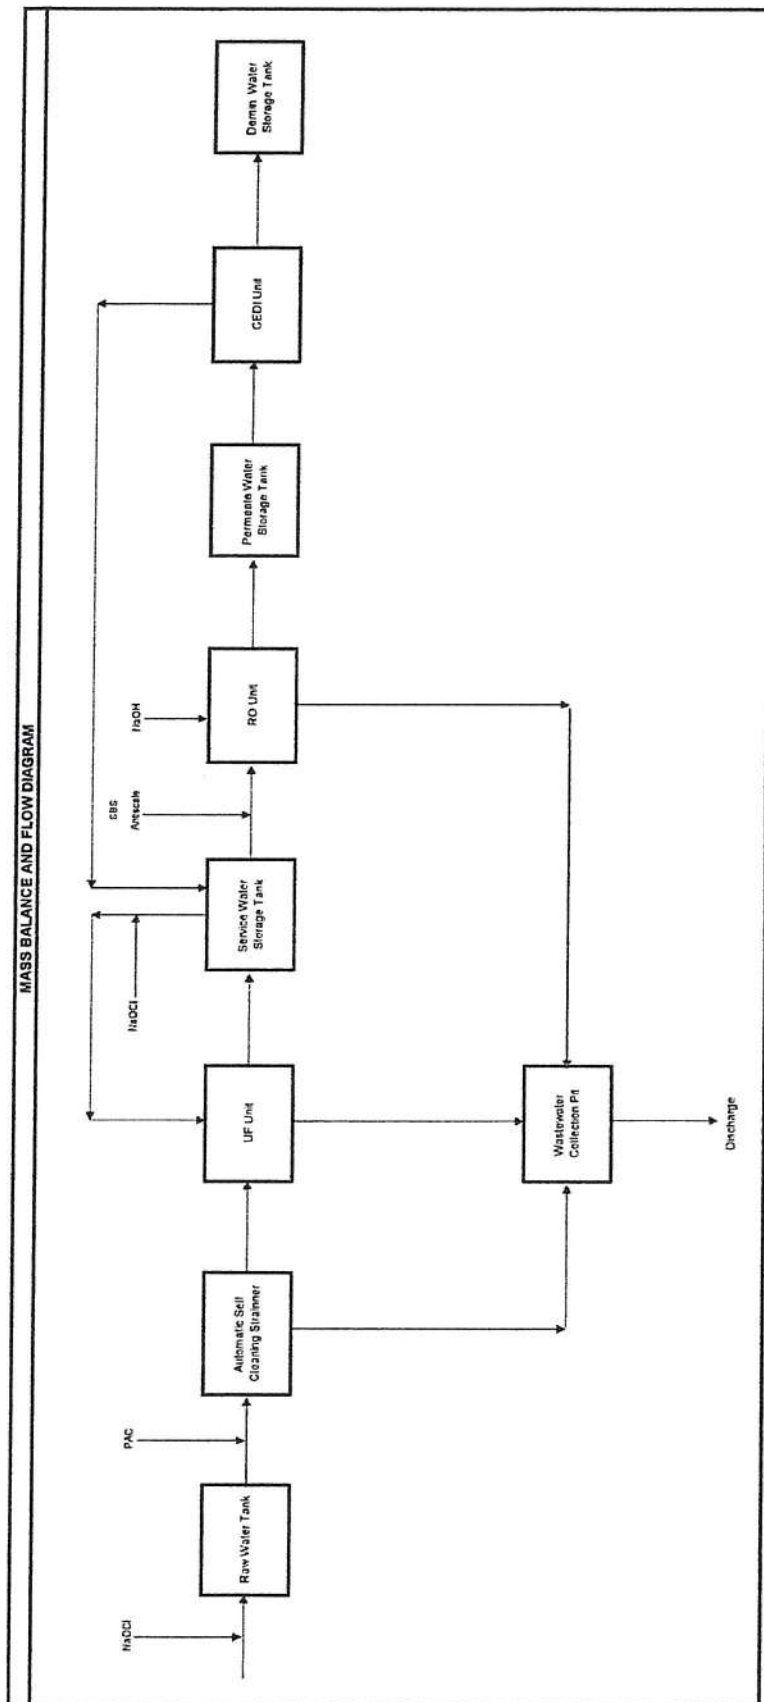 MASS BALANCE AND FLOW DIAGRAM
NaOCl
Raw Water Tank
PAC
Automatic Self
Cleaning Strainner
UF Unit
NaOCl
Service Water
Storage Tank
SBS
Antiscale
NaOH
RO Unit
Permeate Water
Storage Tank
CEDI Unit
Demin Water
Storage Tank
Wastewater
Collection Pit
Discharge